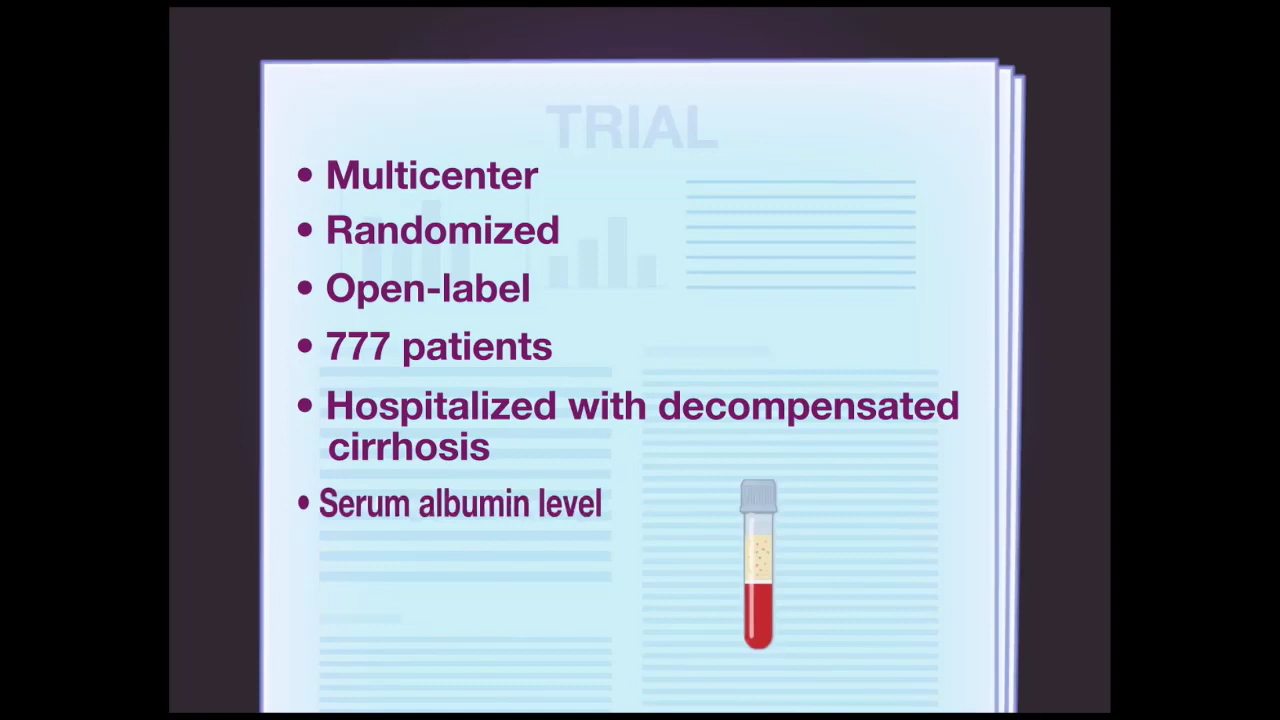 TRIAL
• Multicenter
• Randomized
• Open-label
• 777 patients
• Hospitalized with decompensated
cirrhosis
• Serum albumin level